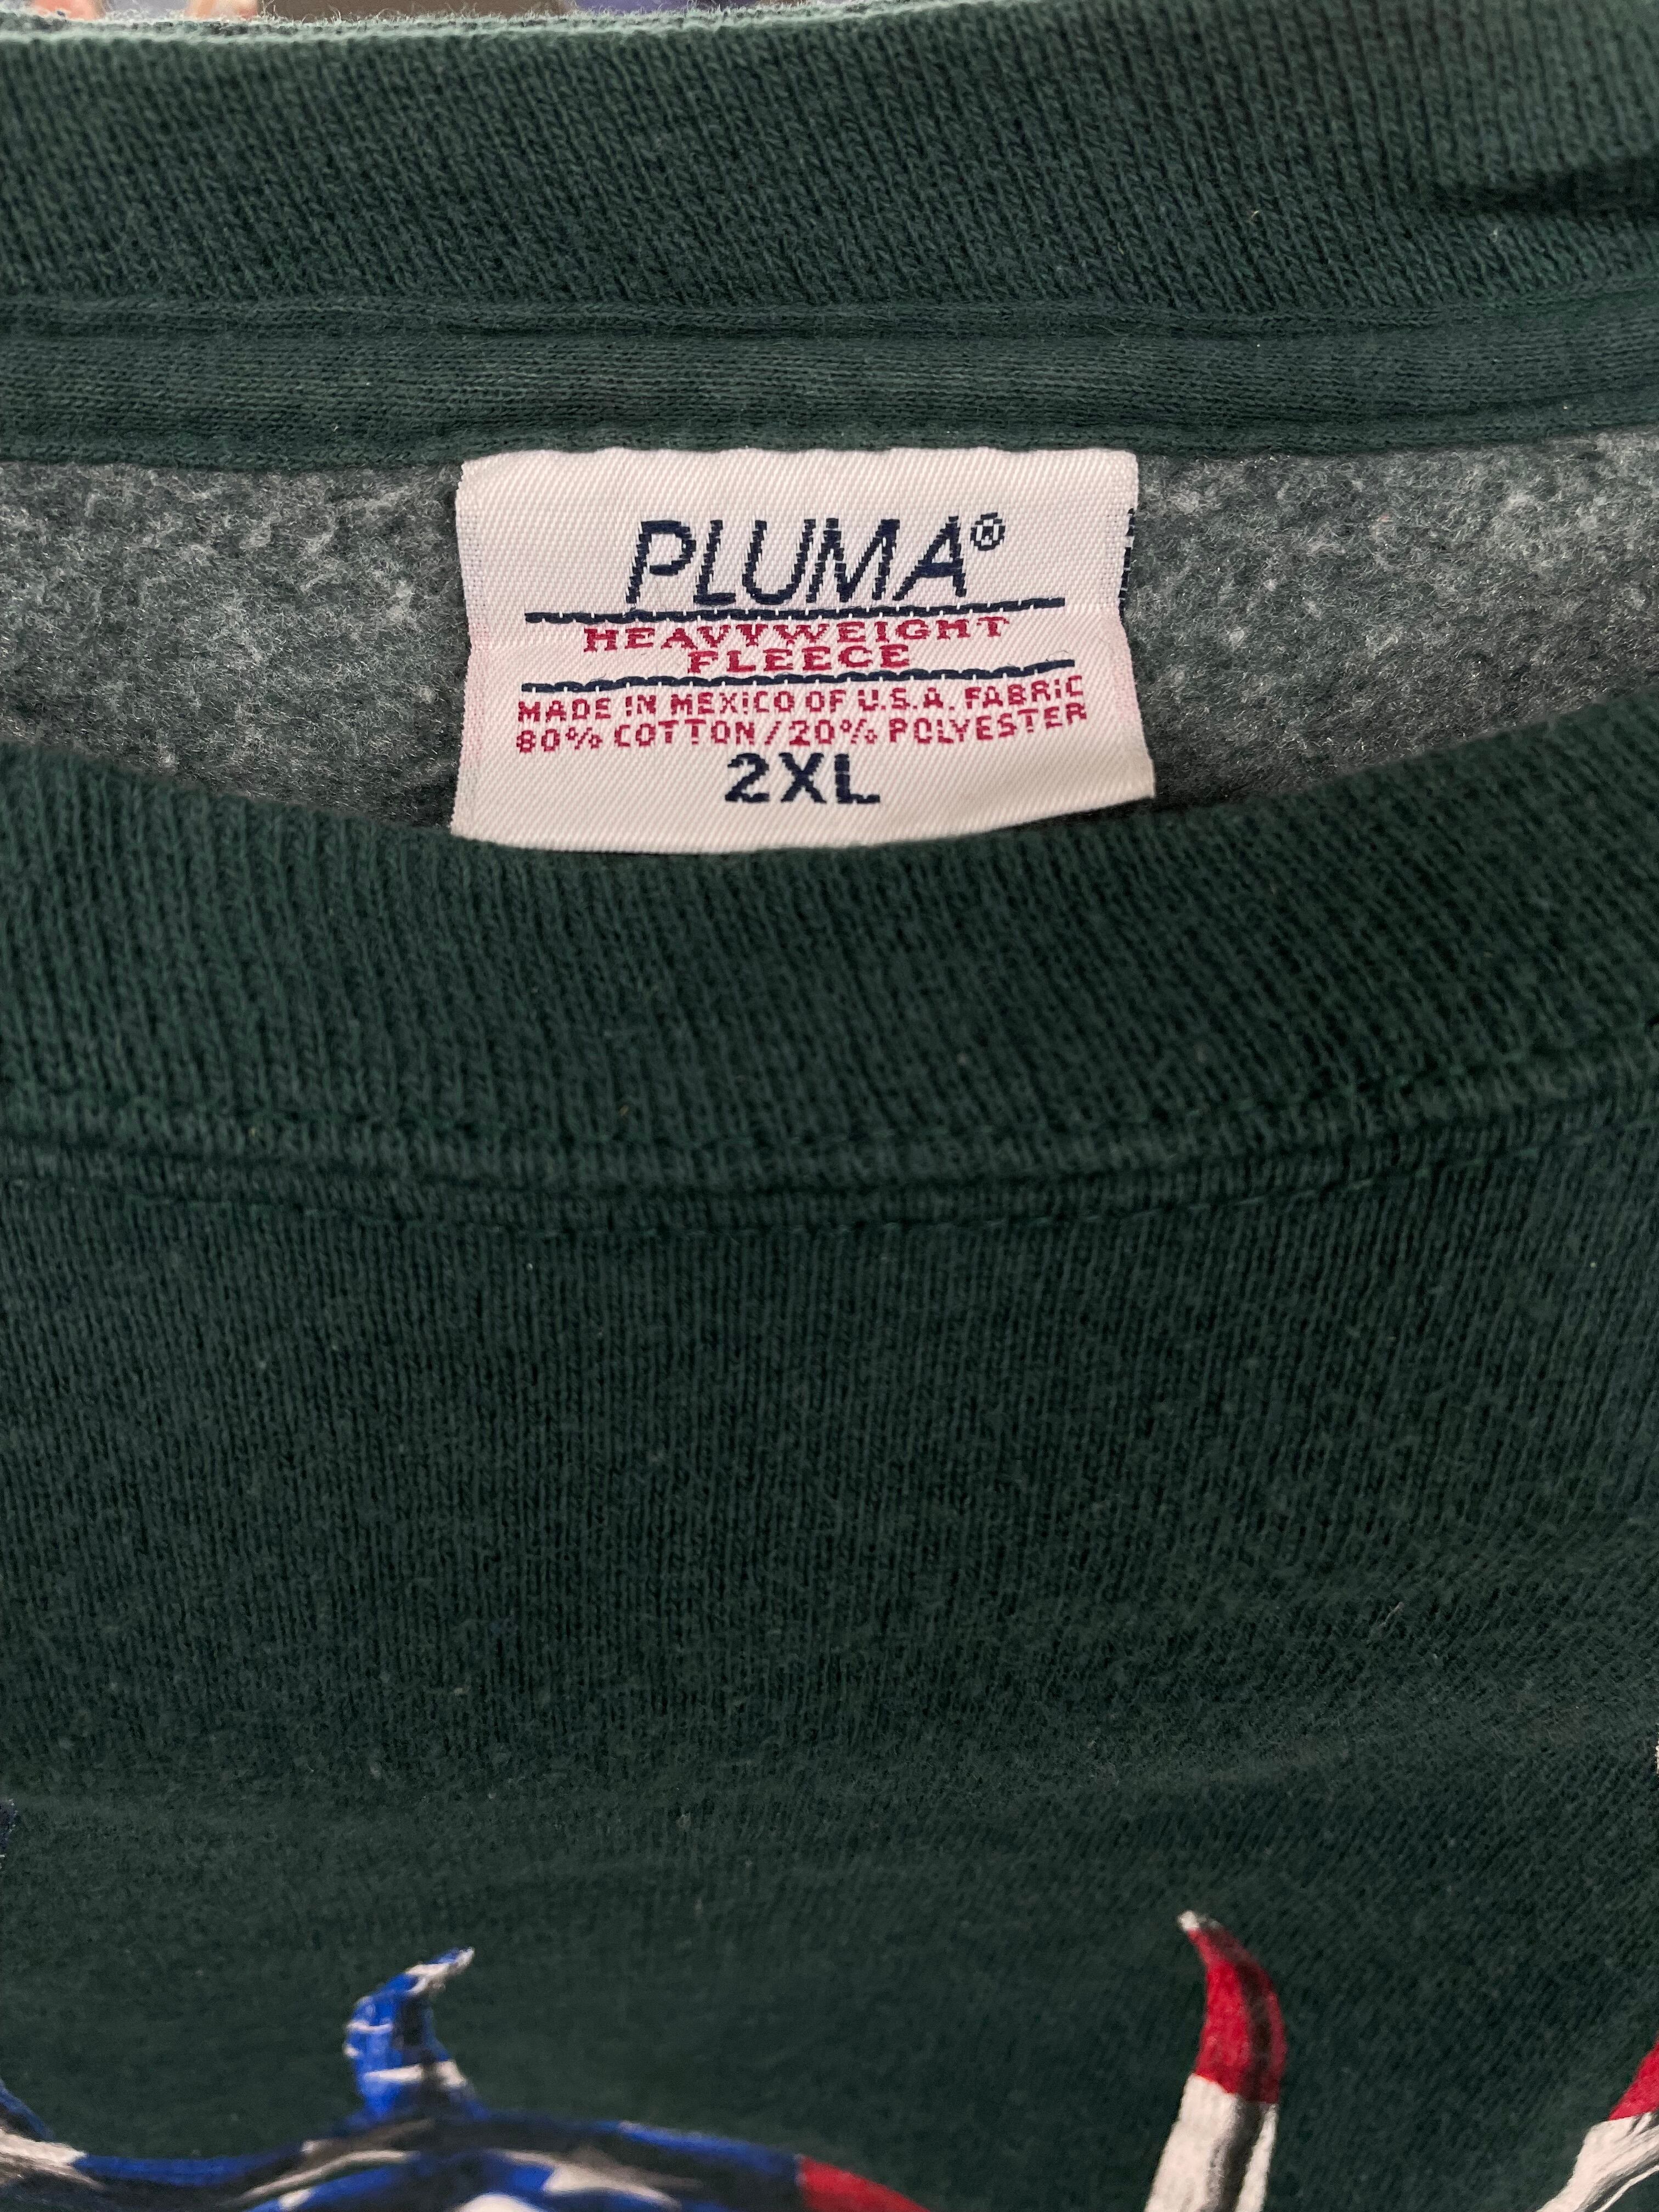 PLUMA®
HEAVYWEIGHT
FLEECE
MADE IN MEXICO OF U.S.A. FABRIC
80% COTTON/20% POLYESTER
2XL